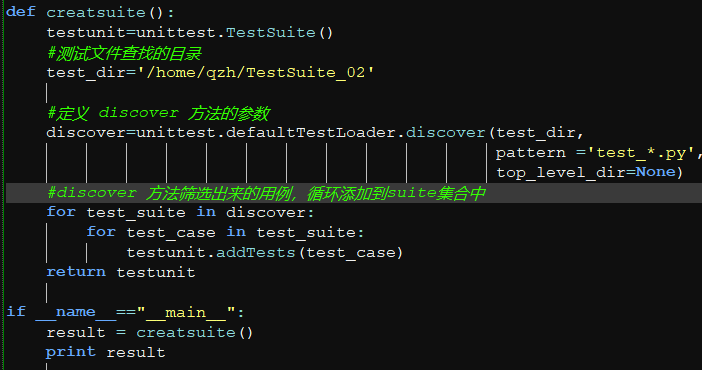 def creatsuite():
    testunit=unittest.TestSuite()
    #测试文件查找的目录
    test_dir='/home/qzh/TestSuite_02'
    #定义 discover 方法的参数
    discover=unittest.defaultTestLoader.discover(test_dir,
                                                 pattern ='test_*.py',
                                                 top_level_dir=None)
    #discover 方法筛选出来的用例，循环添加到suite集合中
    for test_suite in discover:
        for test_case in test_suite:
            testunit.addTests(test_case)
    return testunit
if __name__=="__main__":
    result = creatsuite()
    print result